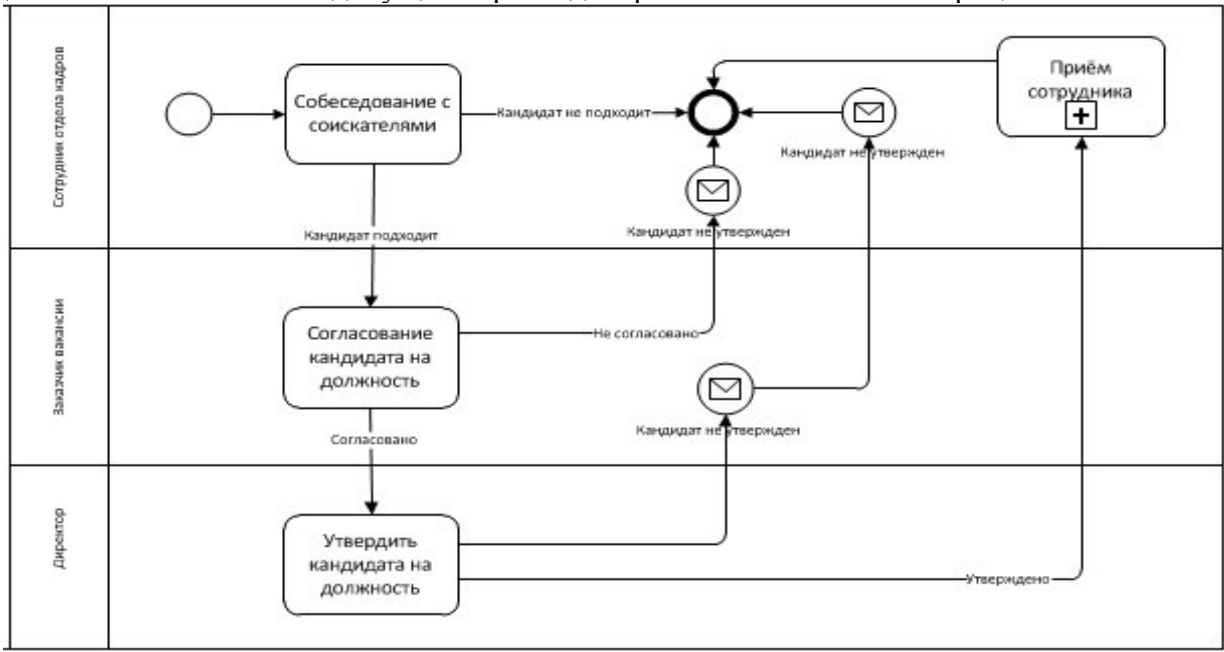 Сотрудник отдела кадров
Собеседование с
соискателями
Кандидат не подходит
Приём
сотрудника
Кандидат не утвержден
Кандидат не утвержден
Кандидат подходит
Заказчик вакансии
Согласование
кандидата на
должность
Не согласовано
Кандидат не утвержден
Согласовано
Директор
Утвердить
кандидата на
должность
Утверждено